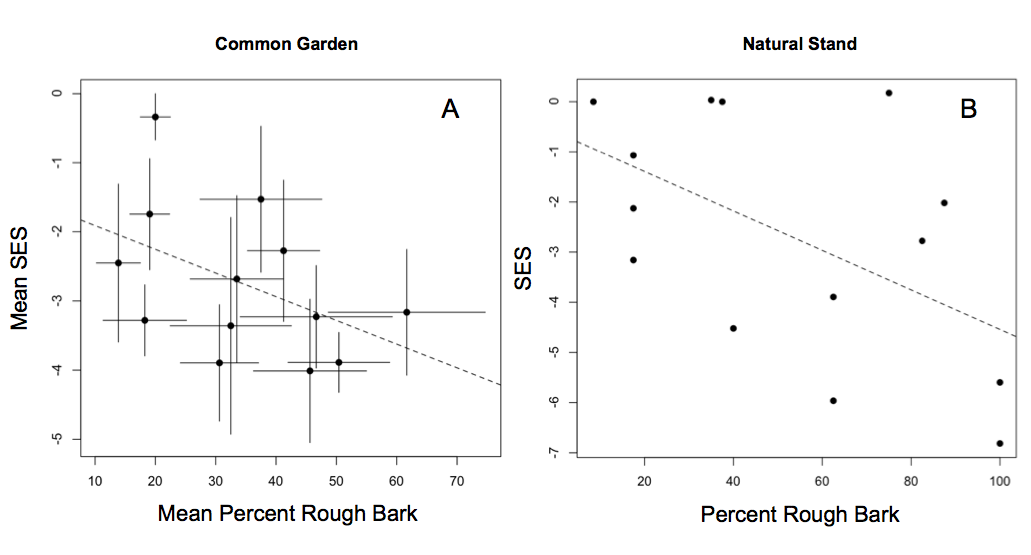 Common Garden
A
0
-1
-2
-3
-4
-5
Mean SES
10 20 30 40 50 60 70
Mean Percent Rough Bark
Natural Stand
B
0
-1
-2
-3
-4
-5
-6
-7
SES
20 40 60 80 100
Percent Rough Bark